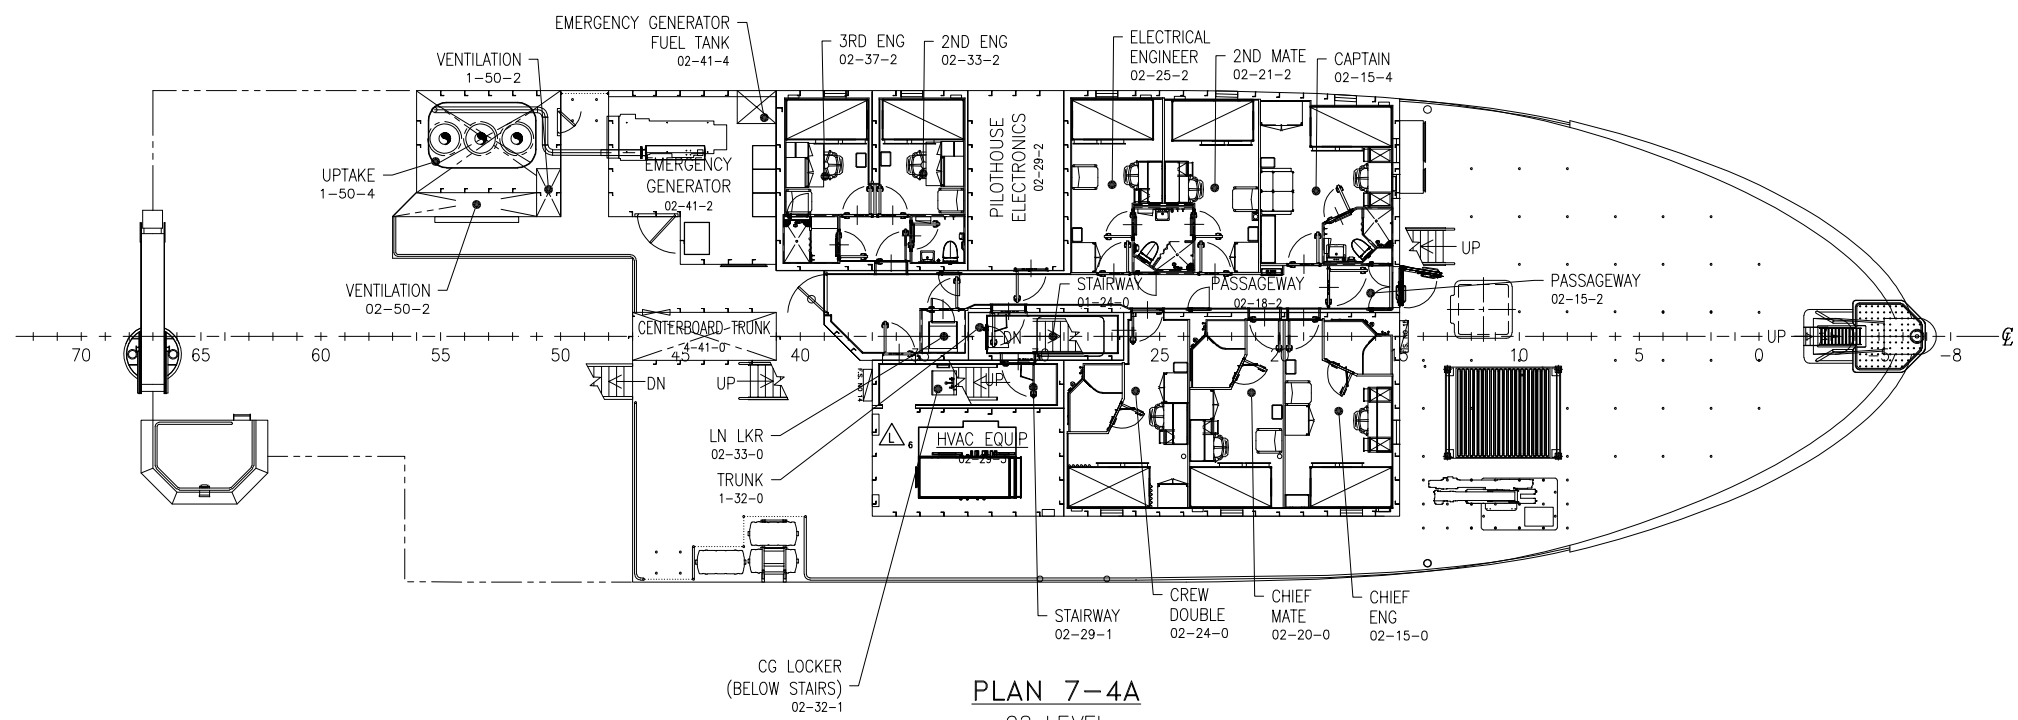 EMERGENCY GENERATOR
FUEL TANK
02-41-4
VENTILATION
1-50-2
3RD ENG
02-37-2
2ND ENG
02-33-2
ELECTRICAL
ENGINEER
02-25-2
2ND MATE
02-21-2
CAPTAIN
02-15-4
UPTAKE
1-50-4
EMERGENCY
GENERATOR
02-41-2
PILOTHOUSE
ELECTRONICS
02-29-2
VENTILATION
02-50-2
STAIRWAY
01-24-0
PASSAGEWAY
02-18-2
UP
PASSAGEWAY
02-15-2
CENTERBOARD TRUNK
4-41-0
DN
UP
70
65
60
55
50
45
40
25
10
5
0
-8
DN
UP
UP
LN LKR
02-33-0
TRUNK
1-32-0
L
6
HVAC EQUIP
02-29-3
STAIRWAY
02-29-1
CREW
DOUBLE
02-24-0
CHIEF
MATE
02-20-0
CHIEF
ENG
02-15-0
CG LOCKER
(BELOW STAIRS)
02-32-1
PLAN 7-4A